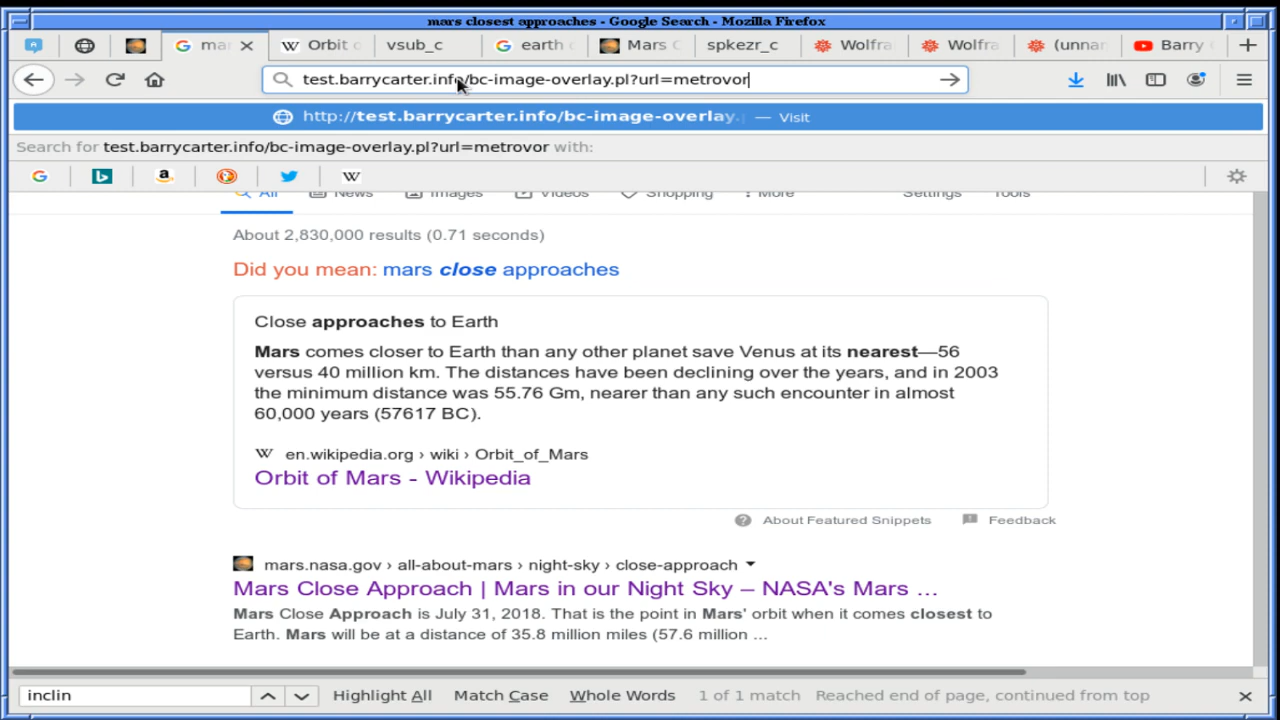 mars closest approaches - Google Search - Mozilla Firefox
mar
Orbit
vsub_c
earth
Mars
spkezr_c
Wolfra
Wolfra
(unnar
Barry
test.barrycarter.info/bc-image-overlay.pl?url=metrovor
http://test.barrycarter.info/bc-image-overlay. — Visit
Search for test.barrycarter.info/bc-image-overlay.pl?url=metrovor with:
All News Images Videos Shopping More Settings Tools
About 2,830,000 results (0.71 seconds)
Did you mean: mars close approaches
Close approaches to Earth
Mars comes closer to Earth than any other planet save Venus at its nearest—56
versus 40 million km. The distances have been declining over the years, and in 2003
the minimum distance was 55.76 Gm, nearer than any such encounter in almost
60,000 years (57617 BC).
en.wikipedia.org › wiki › Orbit_of_Mars
Orbit of Mars - Wikipedia
About Featured Snippets Feedback
mars.nasa.gov › all-about-mars › night-sky › close-approach
Mars Close Approach | Mars in our Night Sky – NASA's Mars ...
Mars Close Approach is July 31, 2018. That is the point in Mars' orbit when it comes closest to
Earth. Mars will be at a distance of 35.8 million miles (57.6 million ...
inclin Highlight All Match Case Whole Words 1 of 1 match Reached end of page, continued from top